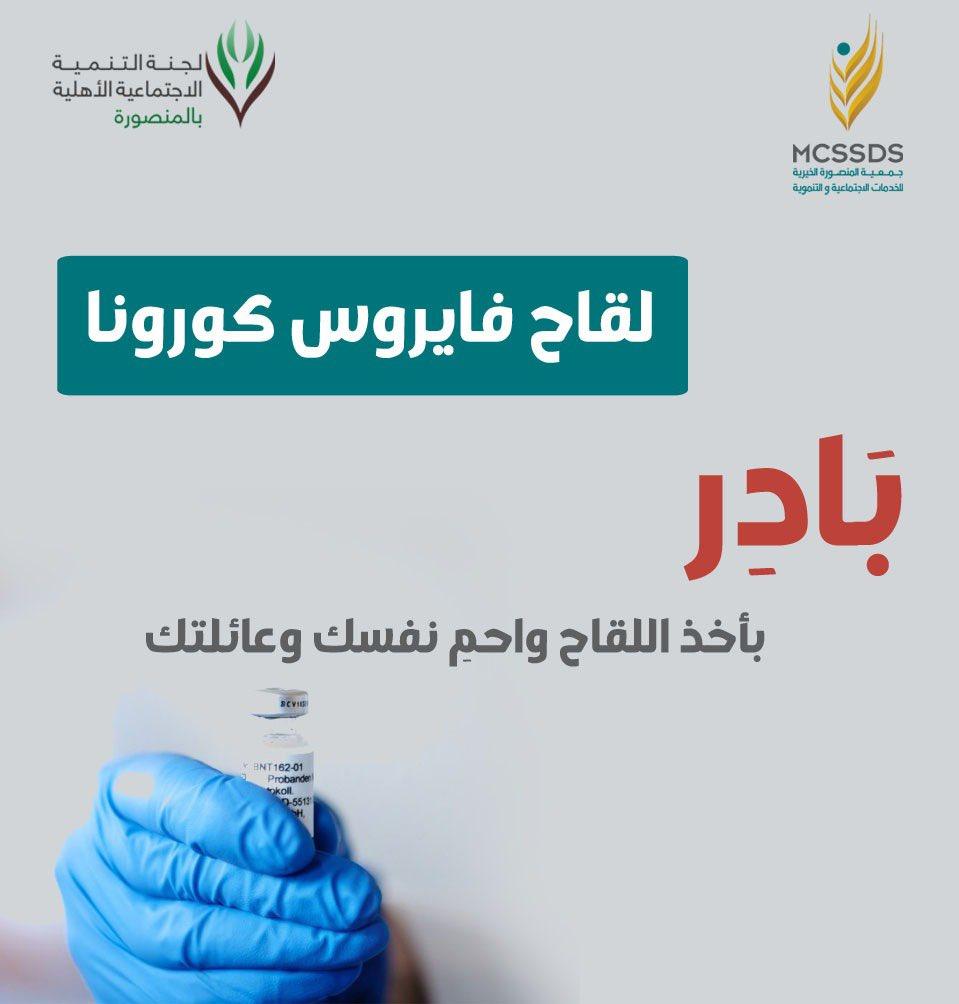 لجنة التنمية
الاجتماعية الأهلية
بالمنصورة
MCSSDS
جمعية المنصورة الخيرية
للخدمات الاجتماعية و التنموية
لقاح فايروس كورونا
بَادِر
بأخذ اللقاح واحمِ نفسك وعائلتك
BNT162-01
Probanden